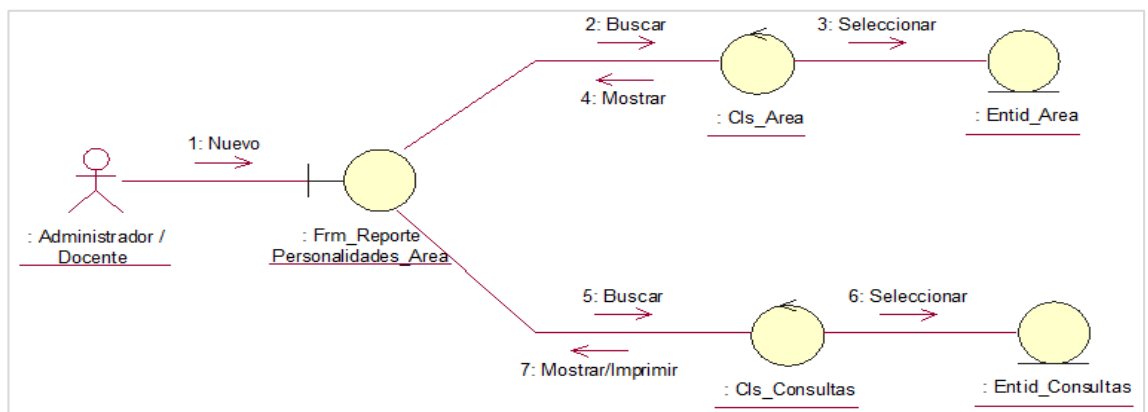 2: Buscar
3: Seleccionar
4: Mostrar
: Cls_Area
: Entid_Area
1: Nuevo
: Administrador /
Docente
: Frm_Reporte
Personalidades_Area
5: Buscar
6: Seleccionar
7: Mostrar/Imprimir
: Cls_Consultas
: Entid_Consultas